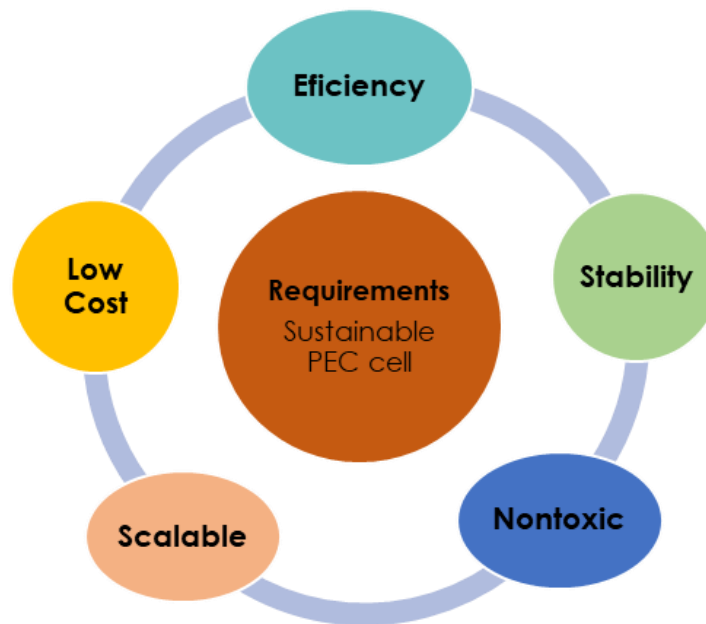 Eficiency
Low
Cost
Requirements
Sustainable
PEC cell
Stability
Scalable
Nontoxic